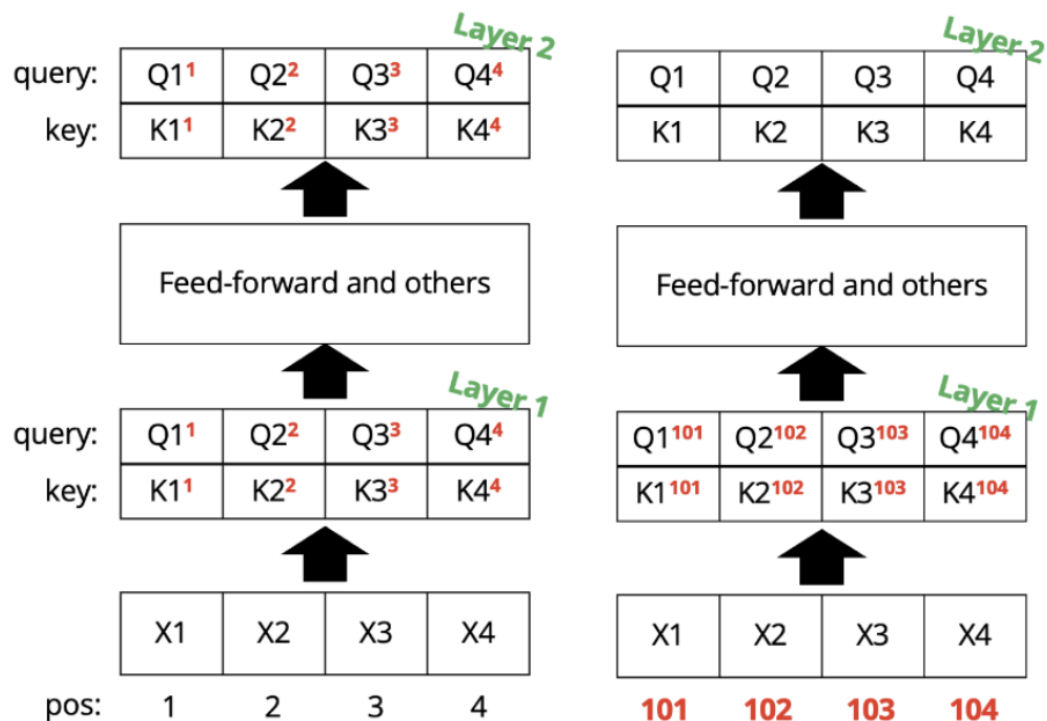 Layer 2
query: Q1¹ Q2² Q3³ Q4⁴
key: K1¹ K2² K3³ K4⁴
Feed-forward and others
Layer 1
query: Q1¹ Q2² Q3³ Q4⁴
key: K1¹ K2² K3³ K4⁴
X1 X2 X3 X4
pos: 1 2 3 4
Layer 2
Q1 Q2 Q3 Q4
K1 K2 K3 K4
Feed-forward and others
Layer 1
Q1¹⁰¹ Q2¹⁰² Q3¹⁰³ Q4¹⁰⁴
K1¹⁰¹ K2¹⁰² K3¹⁰³ K4¹⁰⁴
X1 X2 X3 X4
101 102 103 104